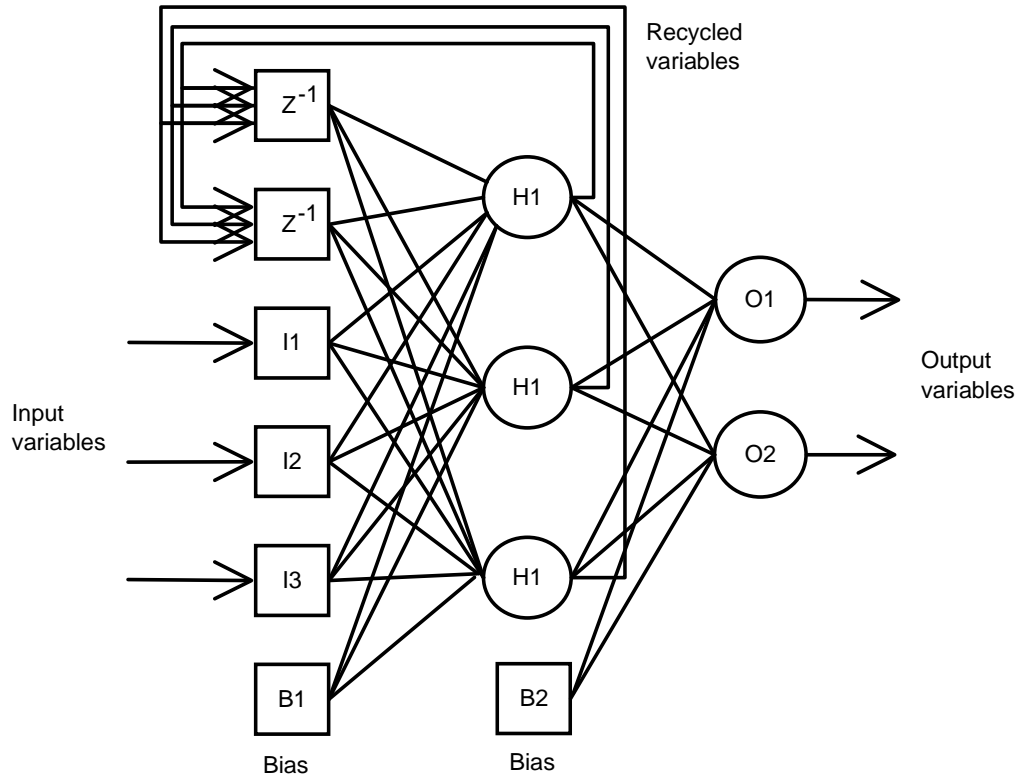 Recycled
variables
Z-1
Z-1
H1
I1
O1
Input
variables
H1
Output
variables
I2
O2
I3
H1
B1
B2
Bias
Bias